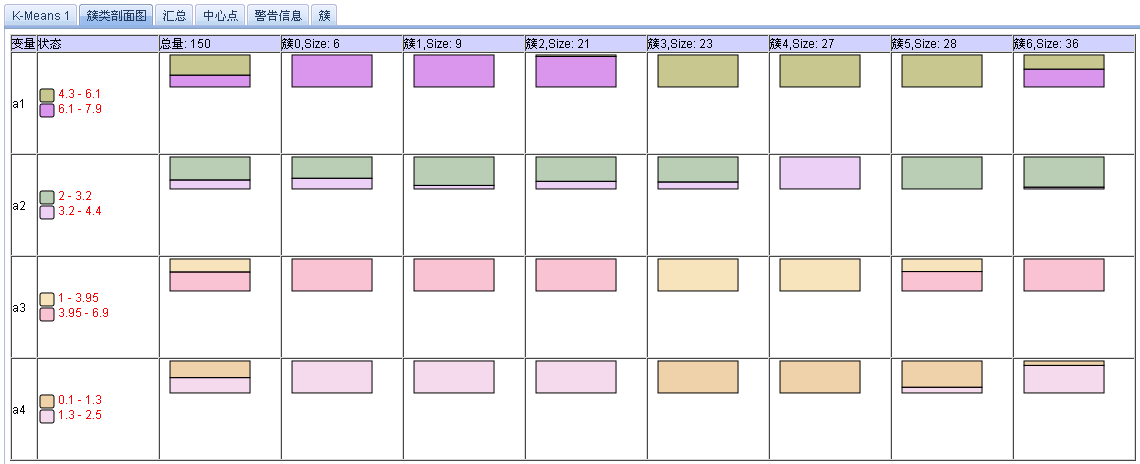 K-Means 1 簇类剖面图 汇总 中心点 警告信息 簇
变量 状态 总量: 150 簇0,Size: 6 簇1,Size: 9 簇2,Size: 21 簇3,Size: 23 簇4,Size: 27 簇5,Size: 28 簇6,Size: 36
a1
4.3 - 6.1
6.1 - 7.9
a2
2 - 3.2
3.2 - 4.4
a3
1 - 3.95
3.95 - 6.9
a4
0.1 - 1.3
1.3 - 2.5